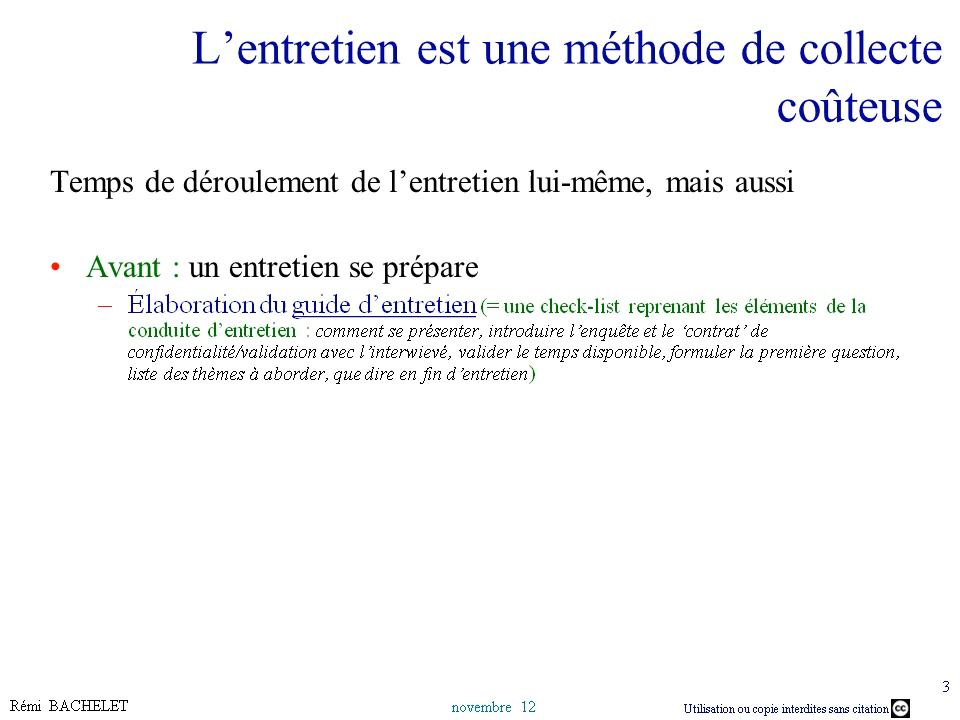 L’entretien est une méthode de collecte
coûteuse
Temps de déroulement de l’entretien lui-même, mais aussi
• Avant : un entretien se prépare
– Élaboration du guide d’entretien (= une check-list reprenant les éléments de la
conduite d’entretien : comment se présenter, introduire l’enquête et le ‘contrat’ de
confidentialité/validation avec l’interwievé, valider le temps disponible, formuler la première question,
liste des thèmes à aborder, que dire en fin d’entretien)
3
Rémi BACHELET
novembre 12
Utilisation ou copie interdites sans citation
cc